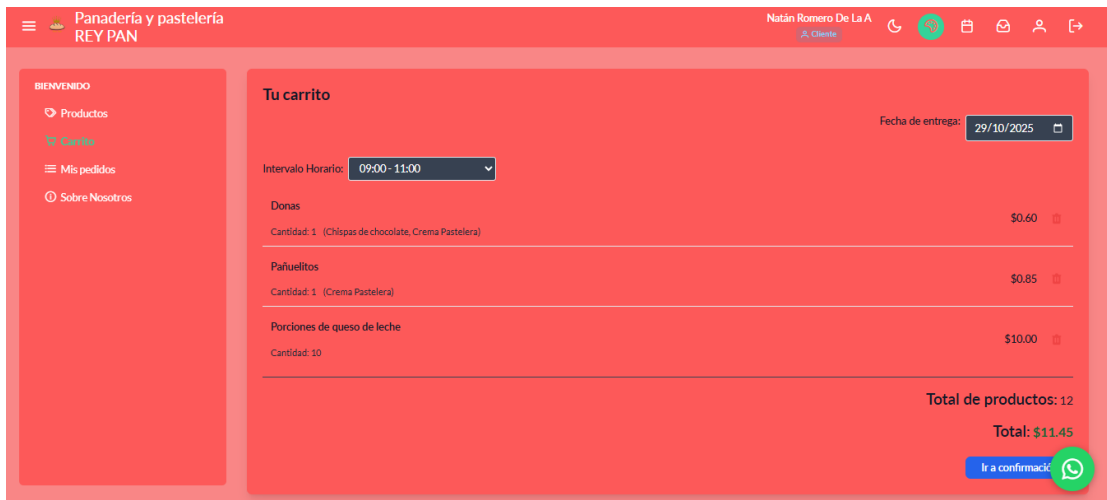 Panadería y pastelería
REY PAN
Natán Romero De La A
Cliente
BIENVENIDO
Productos
Carrito
Mis pedidos
Sobre Nosotros
Tu carrito
Fecha de entrega: 29/10/2025
Intervalo Horario: 09:00 - 11:00
Donas
Cantidad: 1 (Chispas de chocolate, Crema Pastelera)
$0.60
Pañuelitos
Cantidad: 1 (Crema Pastelera)
$0.85
Porciones de queso de leche
Cantidad: 10
$10.00
Total de productos: 12
Total: $11.45
Ir a confirmació